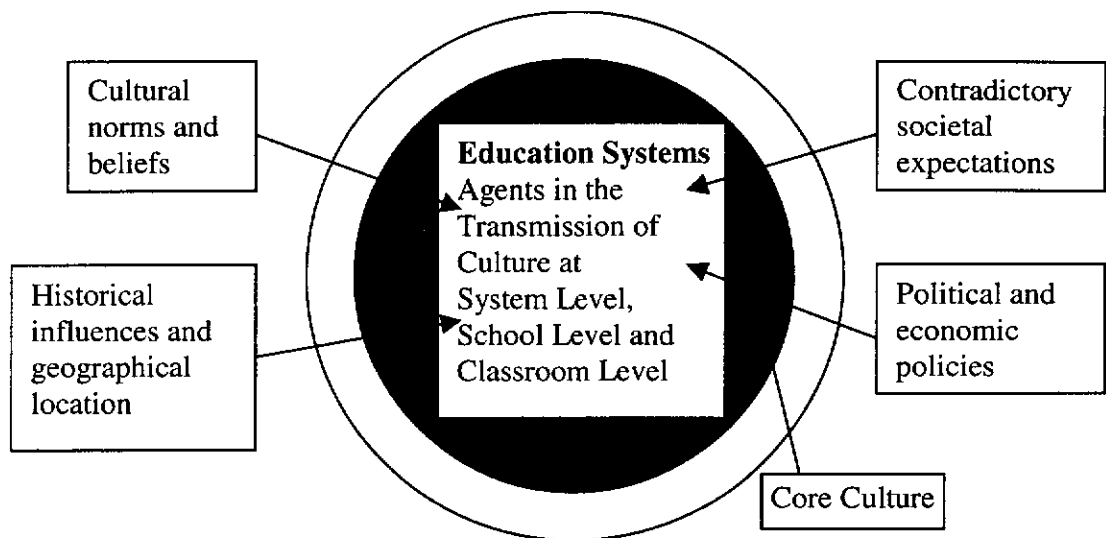 Cultural
norms and
beliefs
Contradictory
societal
expectations
Education Systems
Agents in the
Transmission of
Culture at
System Level,
School Level and
Classroom Level
Historical
influences and
geographical
location
Political and
economic
policies
Core Culture